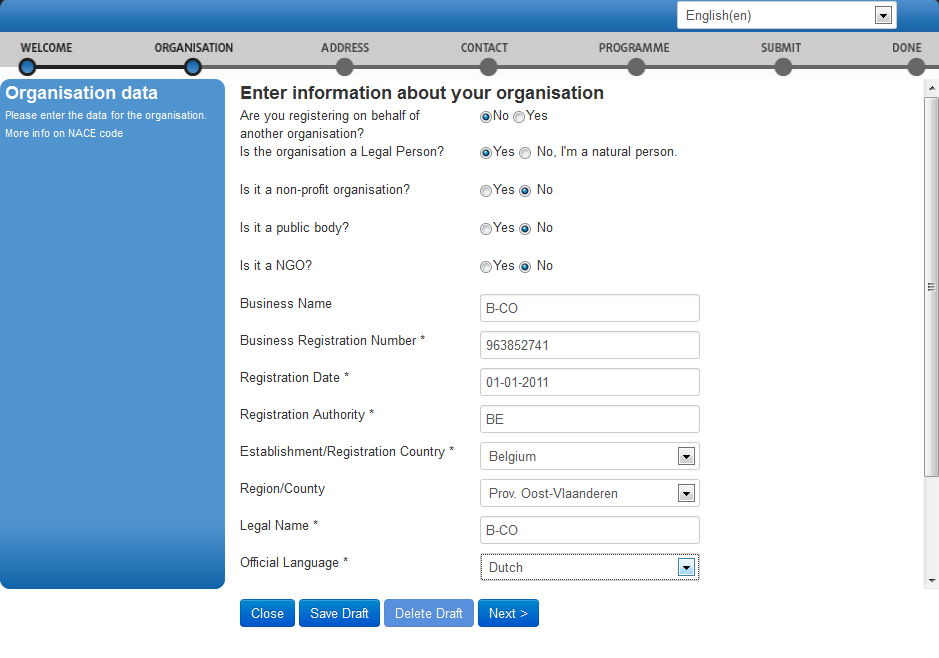 English(en)
WELCOME ORGANISATION ADDRESS CONTACT PROGRAMME SUBMIT DONE
Organisation data
Please enter the data for the organisation.
More info on NACE code
Enter information about your organisation
Are you registering on behalf of
another organisation?
No Yes
Is the organisation a Legal Person? Yes No, I'm a natural person.
Is it a non-profit organisation? Yes No
Is it a public body? Yes No
Is it a NGO? Yes No
Business Name B-CO
Business Registration Number * 963852741
Registration Date * 01-01-2011
Registration Authority * BE
Establishment/Registration Country * Belgium
Region/County Prov. Oost-Vlaanderen
Legal Name * B-CO
Official Language * Dutch
Close Save Draft Delete Draft Next >